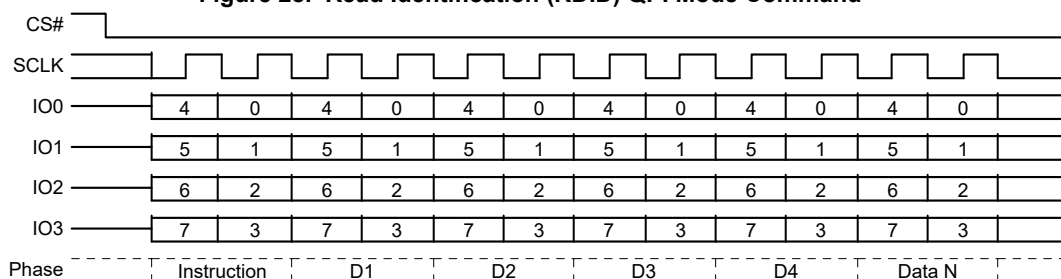 Figure Read Identification (RDID) QPI Mode Command
CS#
SCLK
IO0 4 0 4 0 4 0 4 0 4 0 4 0
IO1 5 1 5 1 5 1 5 1 5 1 5 1
IO2 6 2 6 2 6 2 6 2 6 2 6 2
IO3 7 3 7 3 7 3 7 3 7 3 7 3
Phase Instruction D1 D2 D3 D4 Data N